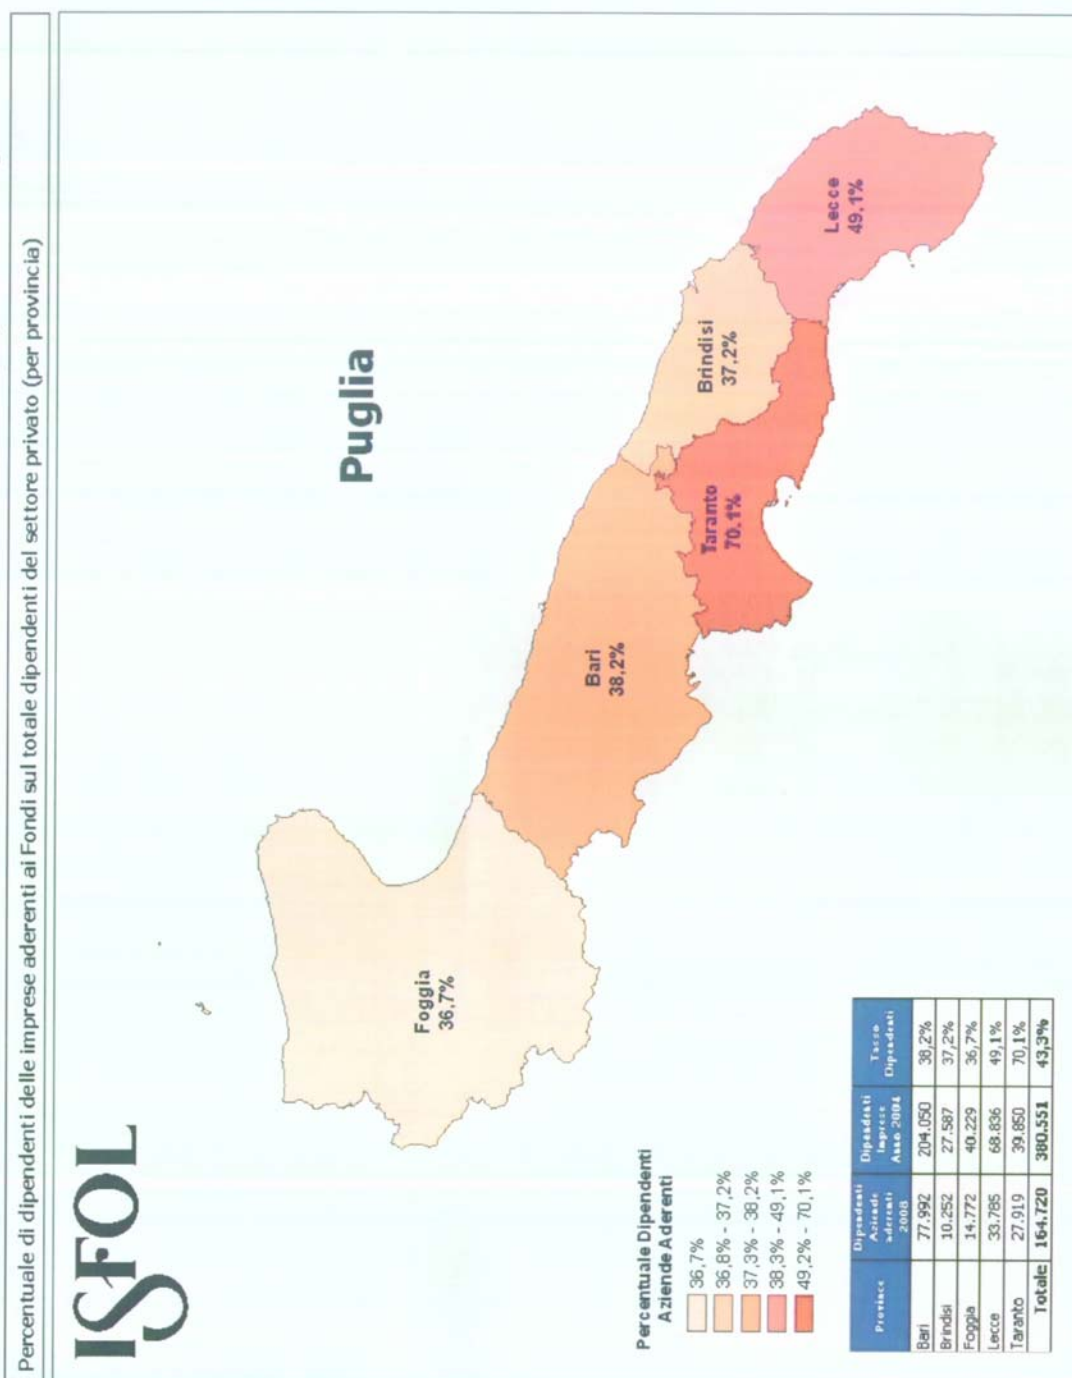 Percentuale di dipendenti delle imprese aderenti ai Fondi sul totale dipendenti del settore privato (per provincia)
ISFOL
Puglia
Foggia
36,7%
Bari
38,2%
Taranto
70.1%
Brindisi
37,2%
Lecce
49.1%
Percentuale Dipendenti
Aziende Aderenti
36,7%
36,8% - 37,2%
37,3% - 38,2%
38,3% - 49,1%
49,2% - 70,1%
Province Dipendenti Aziende aderenti 2008 Dipendenti Imprese Anno 2004 Tasso Dipendenti
Bari 77.992 204.050 38,2%
Brindisi 10.252 27.587 37,2%
Foggia 14.772 40.229 36,7%
Lecce 33.785 68.836 49,1%
Taranto 27.919 39.850 70,1%
Totale 164.720 380.551 43,3%